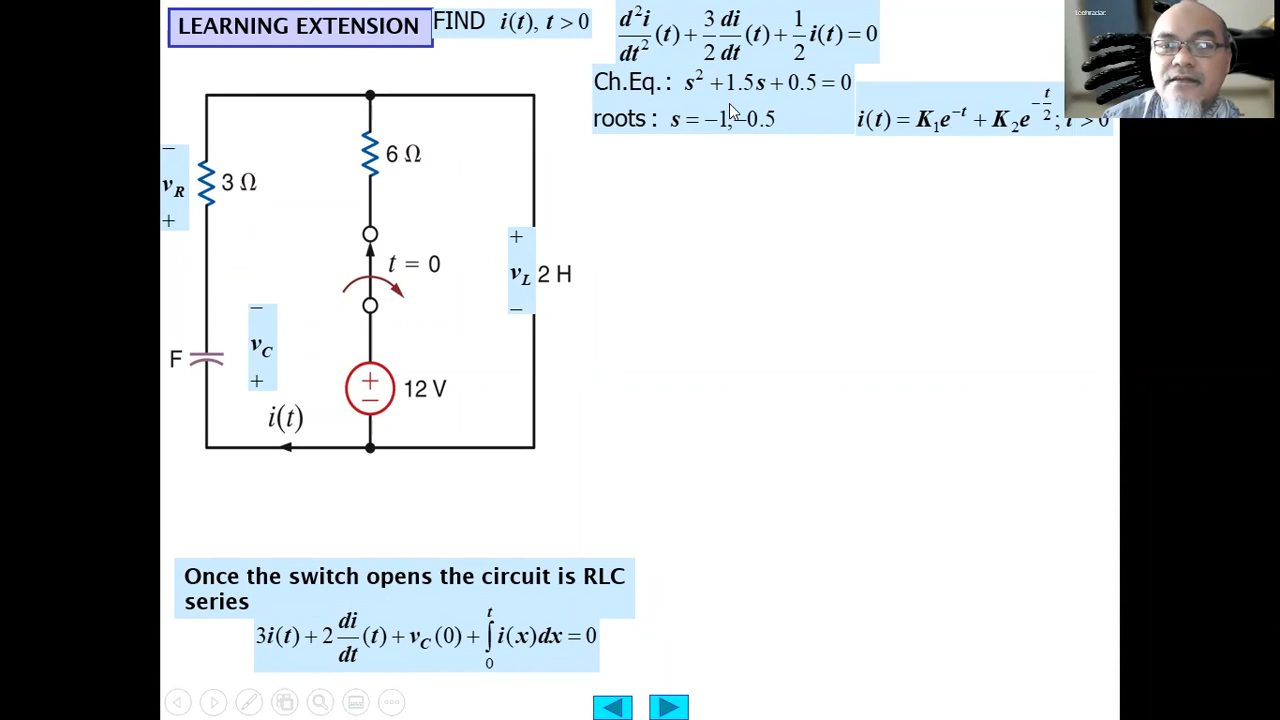 LEARNING EXTENSION
FIND i(t), t > 0
d²i/dt² (t) + 3/2 di/dt (t) + 1/2 i(t) = 0
Ch.Eq.: s² + 1.5s + 0.5 = 0
roots : s = −1, −0.5
i(t) = K₁e^(−t) + K₂e^(−t/2); t > 0
− v_R +
3 Ω
6 Ω
t = 0
+ v_L −
2 H
− v_C +
F
+ −
12 V
i(t)
Once the switch opens the circuit is RLC
series
3i(t) + 2 di/dt (t) + v_C (0) + ∫₀ᵗ i(x)dx = 0